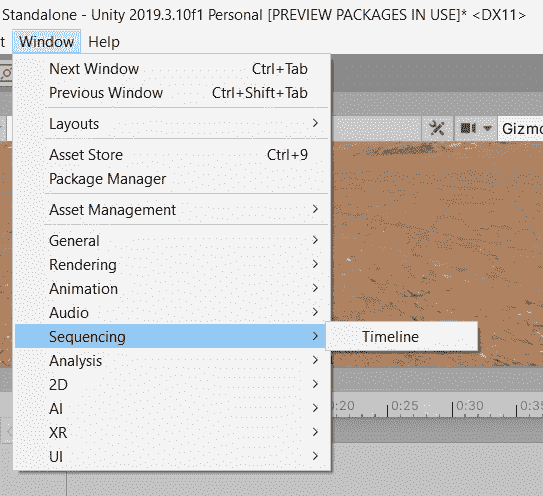 Standalone - Unity 2019.3.10f1 Personal [PREVIEW PACKAGES IN USE]* <DX11>
t Window Help
Next Window Ctrl+Tab
Previous Window Ctrl+Shift+Tab
Layouts
Gizmo
Asset Store Ctrl+9
Package Manager
Asset Management
General
Rendering
Animation
Audio
Sequencing Timeline
Analysis
2D
0:20 0:25 0:30 0:35
AI
XR
UI